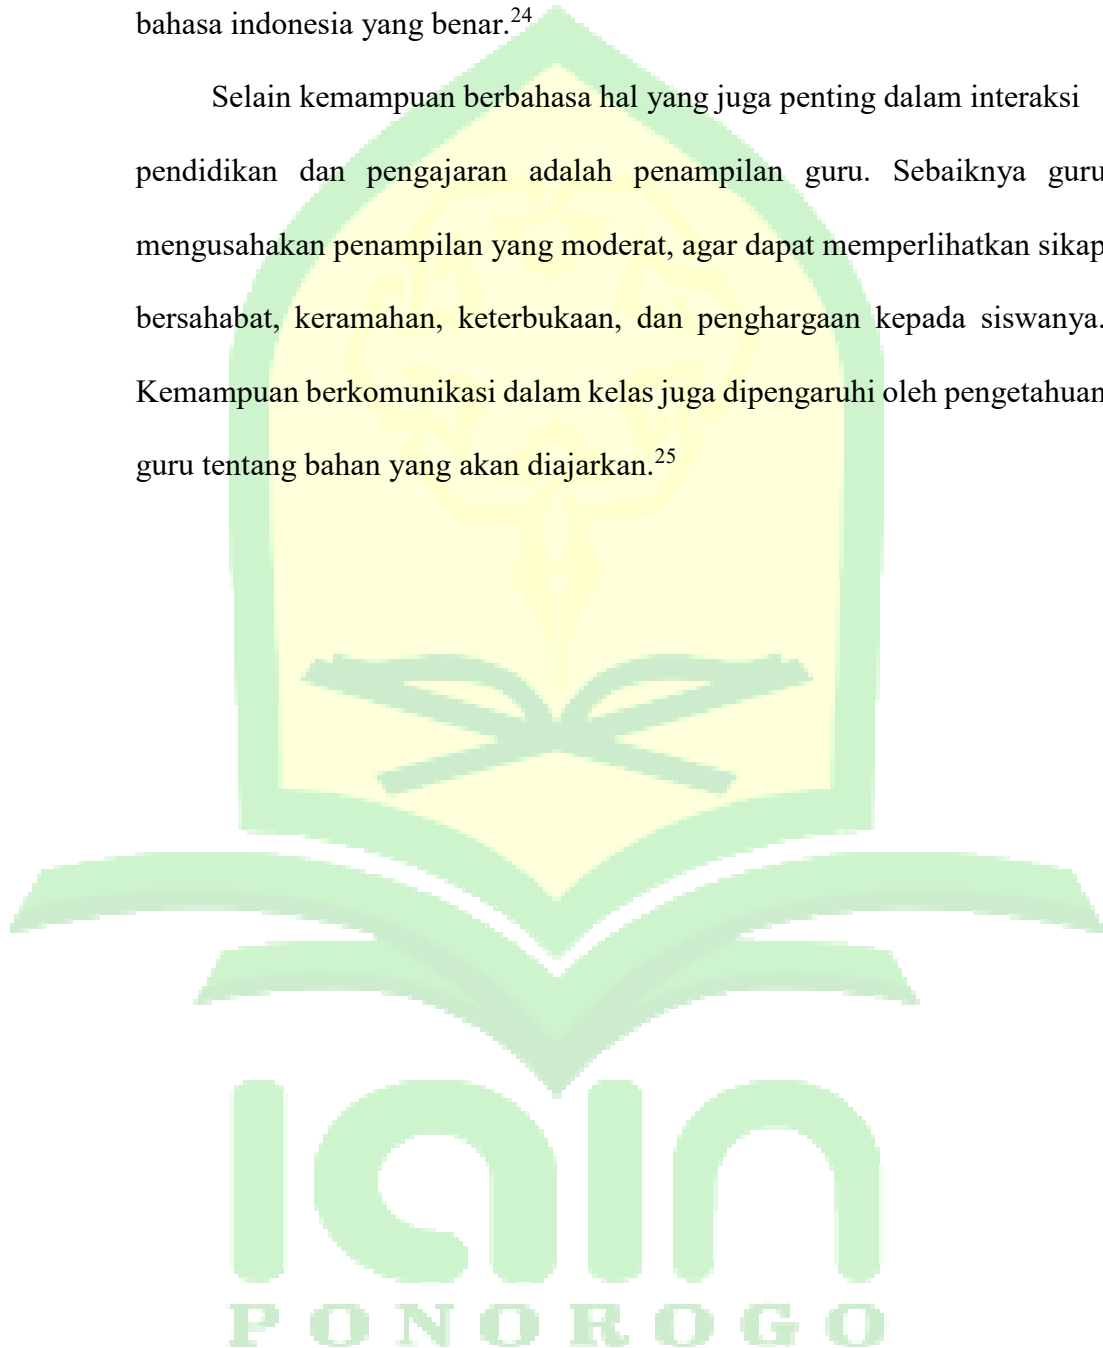 bahasa indonesia yang benar.24
Selain kemampuan berbahasa hal yang juga penting dalam interaksi
pendidikan dan pengajaran adalah penampilan guru. Sebaiknya guru
mengusahakan penampilan yang moderat, agar dapat memperlihatkan sikap
bersahabat, keramahan, keterbukaan, dan penghargaan kepada siswanya.
Kemampuan berkomunikasi dalam kelas juga dipengaruhi oleh pengetahuan
guru tentang bahan yang akan diajarkan.25
iain
PONOROGO